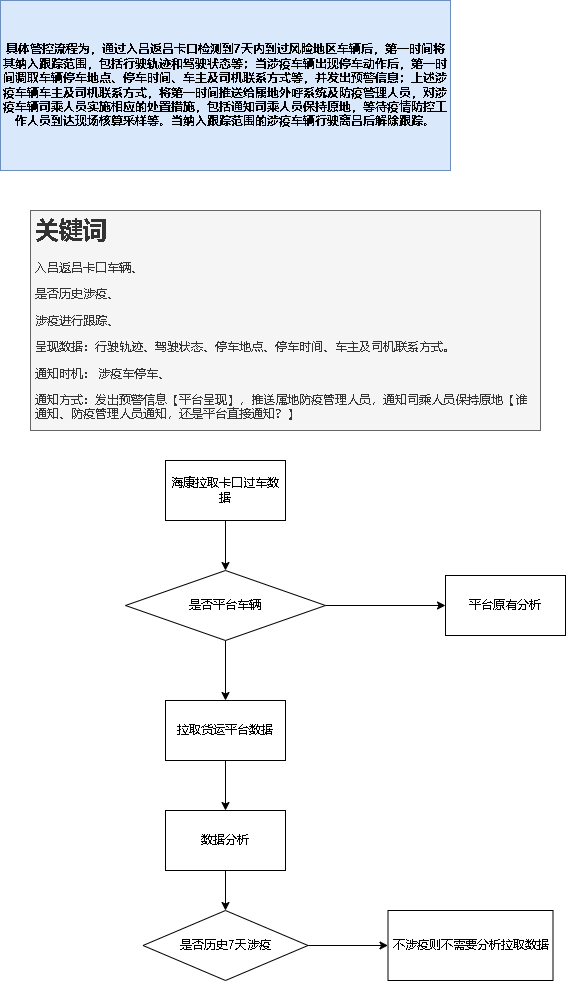 具体管控流程为，通过入吕返吕卡口检测到7天内到过风险地区车辆后，第一时间将
其纳入跟踪范围，包括行驶轨迹和驾驶状态等；当涉疫车辆出现停车动作后，第一时
间调取车辆停车地点、停车时间、车主及司机联系方式等，并发出预警信息；上述涉
疫车辆车主及司机联系方式，将第一时间推送给属地外呼系统及防疫管理人员，对涉
疫车辆司乘人员实施相应的处置措施，包括通知司乘人员保持原地，等待疫情防控工
作人员到达现场核算采样等。当纳入跟踪范围的涉疫车辆行驶离吕后解除跟踪。
关键词
入吕返吕卡口车辆、
是否历史涉疫、
涉疫进行跟踪、
呈现数据：行驶轨迹、驾驶状态、停车地点、停车时间、车主及司机联系方式。
通知时机： 涉疫车停车、
通知方式：发出预警信息【平台呈现】，推送属地防疫管理人员，通知司乘人员保持原地【谁
通知、防疫管理人员通知，还是平台直接通知？】
海康拉取卡口过车数
据
是否平台车辆
平台原有分析
拉取货运平台数据
数据分析
是否历史7天涉疫
不涉疫则不需要分析拉取数据